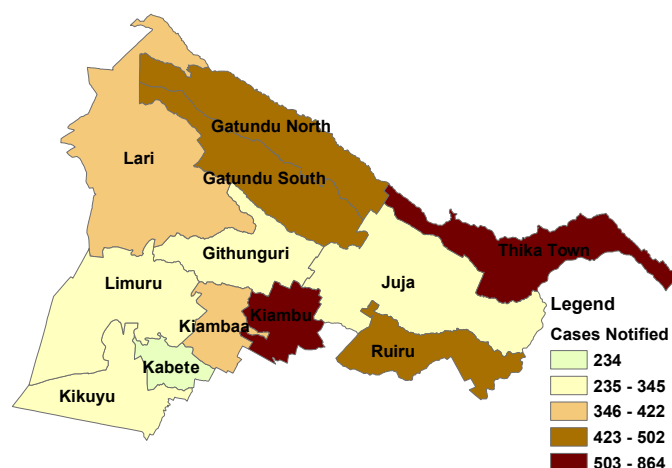 Gatundu North
Lari
Gatundu South
Thika Town
Githunguri
Juja
Limuru
Kiambaa
Kiambu
Ruiru
Kabete
Kikuyu
Legend
Cases Notified
234
235 - 345
346 - 422
423 - 502
503 - 864